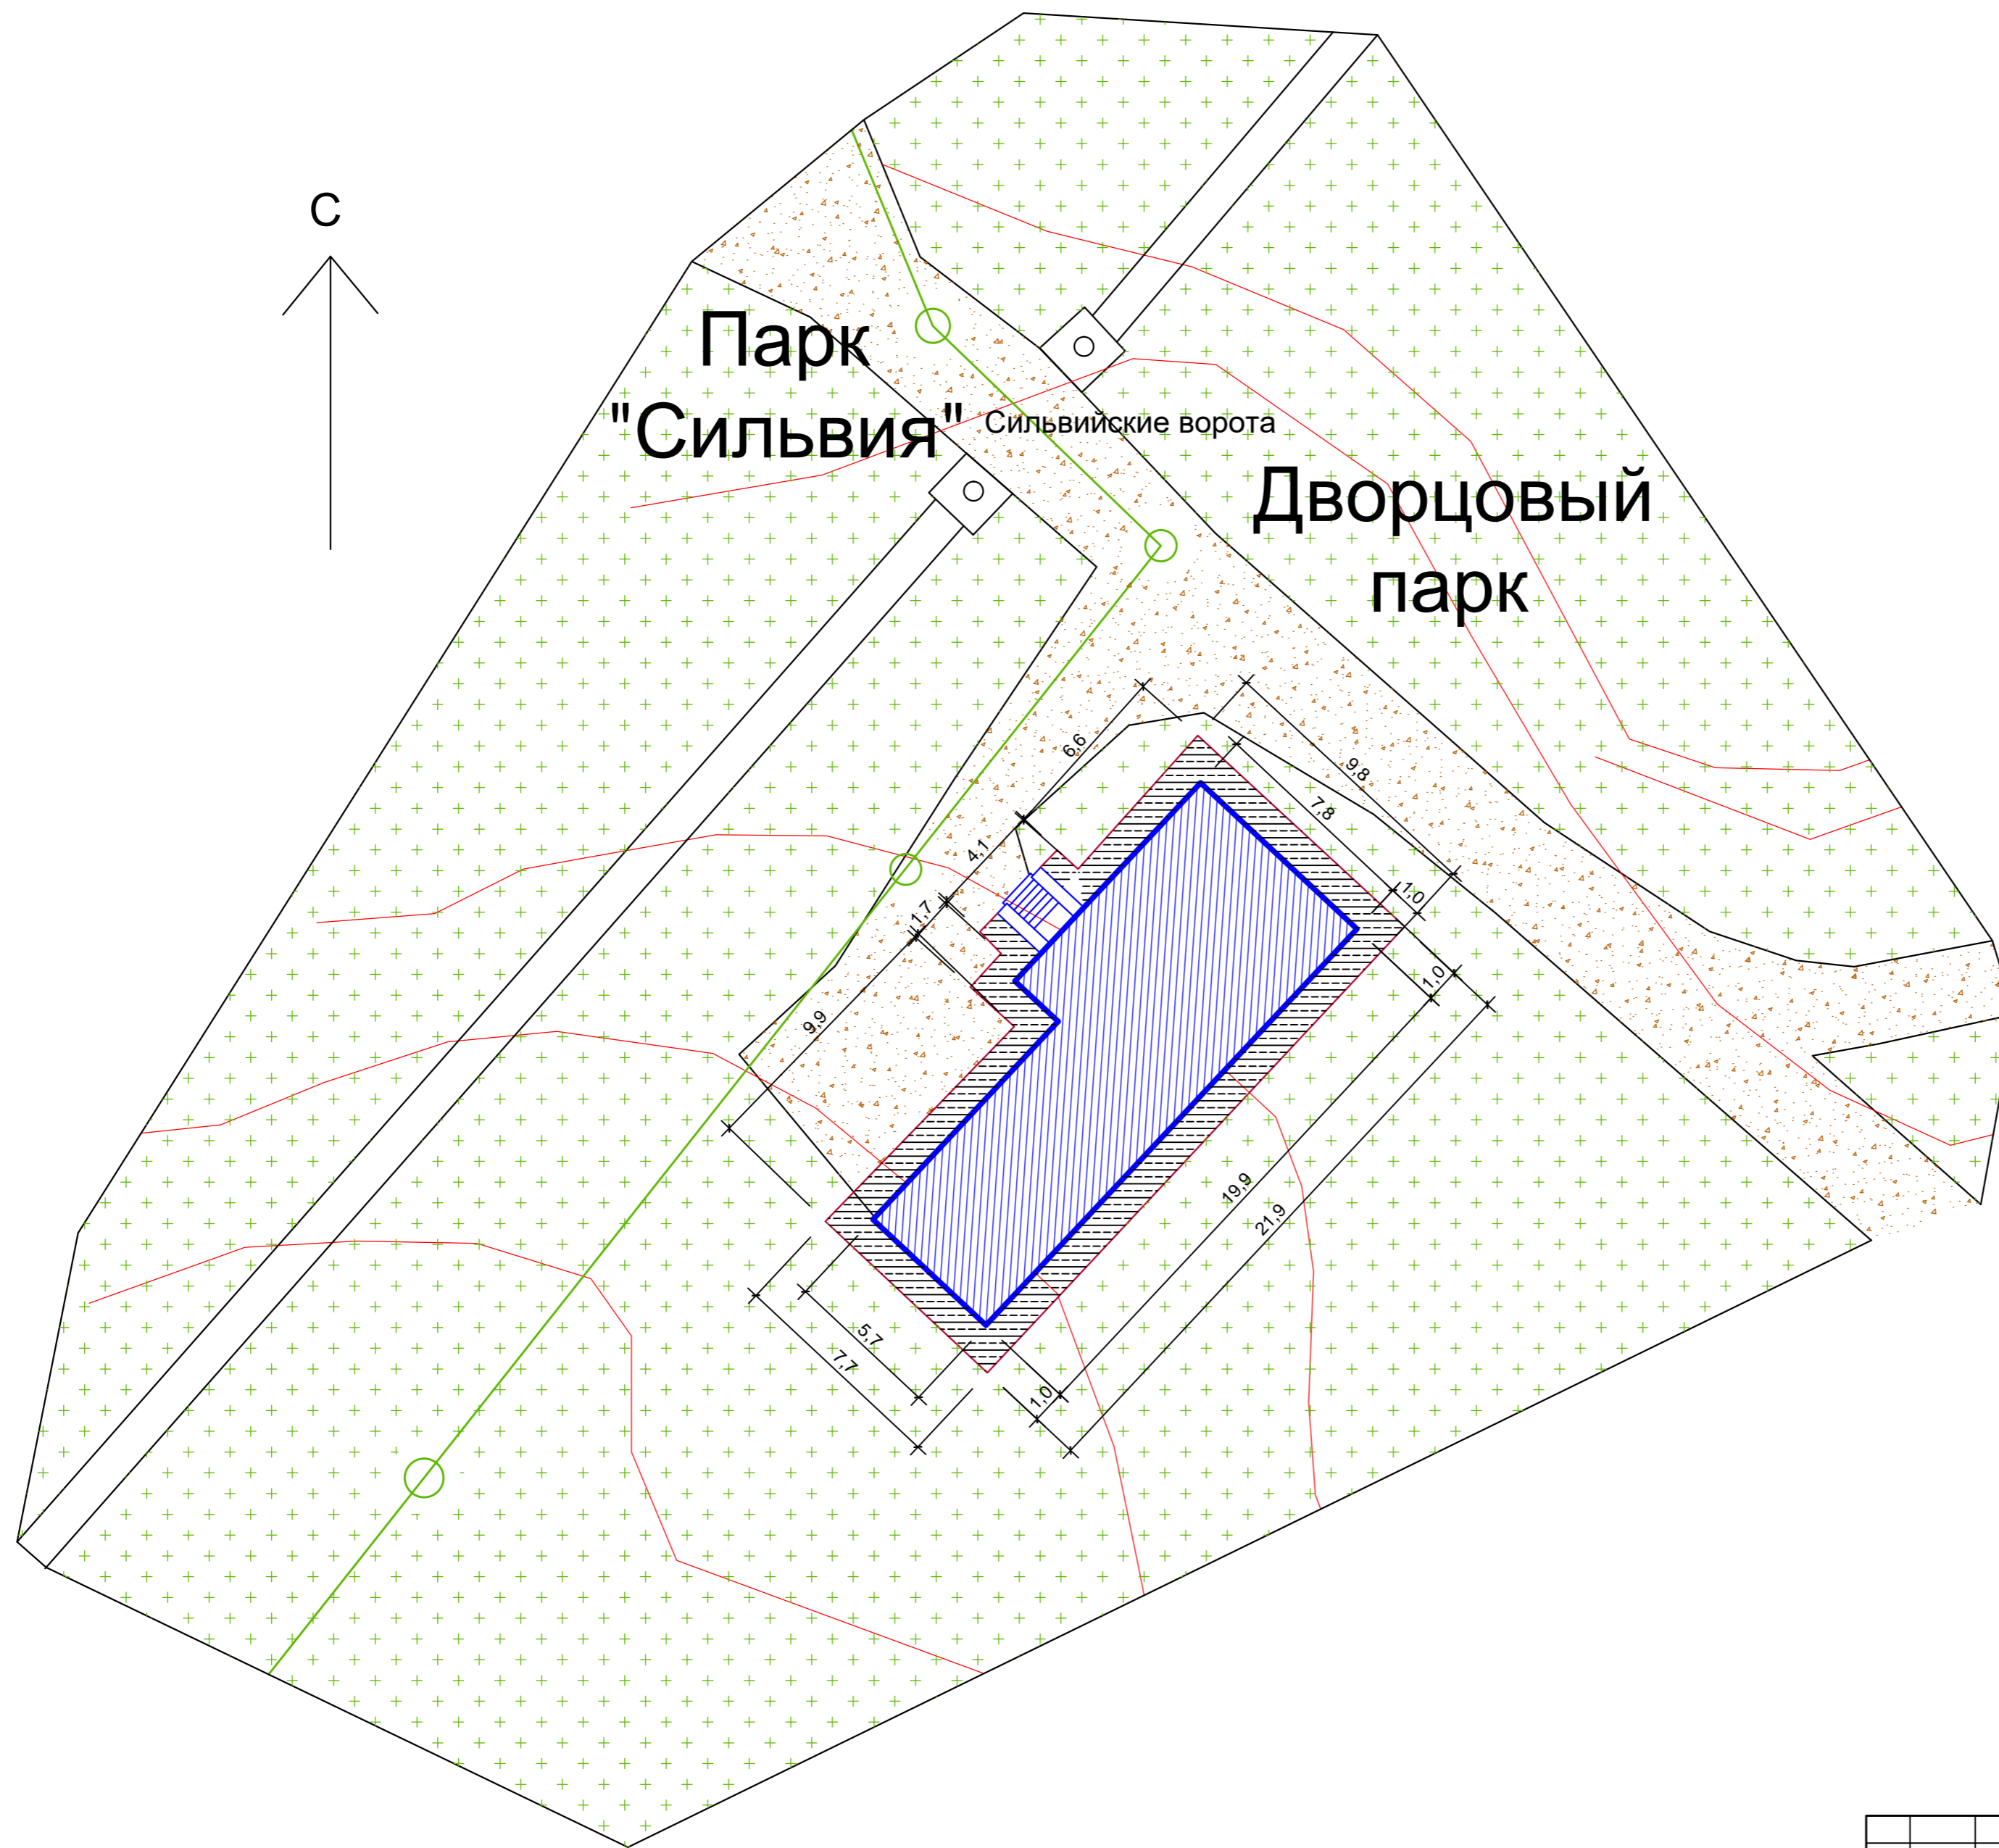 С
Парк
"Сильвия"
Сильвийские ворота
Дворцовый
парк
6,6
9,8
7,8
4,1
1,0
1,7
1,0
9,9
19,9
21,9
5,7
7,7
1,0